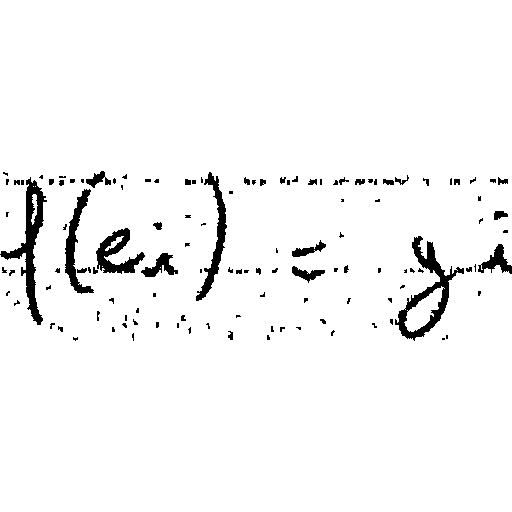 f(eᵢ) = yᵢ